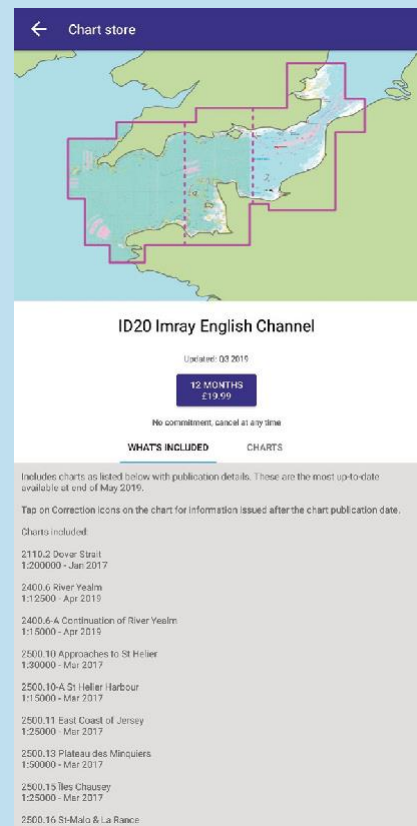 Chart store
ID20 Imray English Channel
Updated: Q3 2019
12 MONTHS
£19.99
No commitment, cancel at any time
WHAT'S INCLUDED
CHARTS
Includes charts as listed below with publication details. These are the most up-to-date
available at end of May 2019.
Tap on Correction icons on the chart for information issued after the chart publication date.
Charts included:
2110.2 Dover Strait
1:200000 - Jan 2017
2400.6 River Yealm
1:12500 - Apr 2019
2400.6-A Continuation of River Yealm
1:15000 - Apr 2019
2500.10 Approaches to St Helier
1:30000 - Mar 2017
2500.10-A St Helier Harbour
1:15000 - Mar 2017
2500.11 East Coast of Jersey
1:25000 - Mar 2017
2500.13 Plateau des Minquiers
1:50000 - Mar 2017
2500.15 Îles Chausey
1:25000 - Mar 2017
2500.16 St-Malo & La Rance